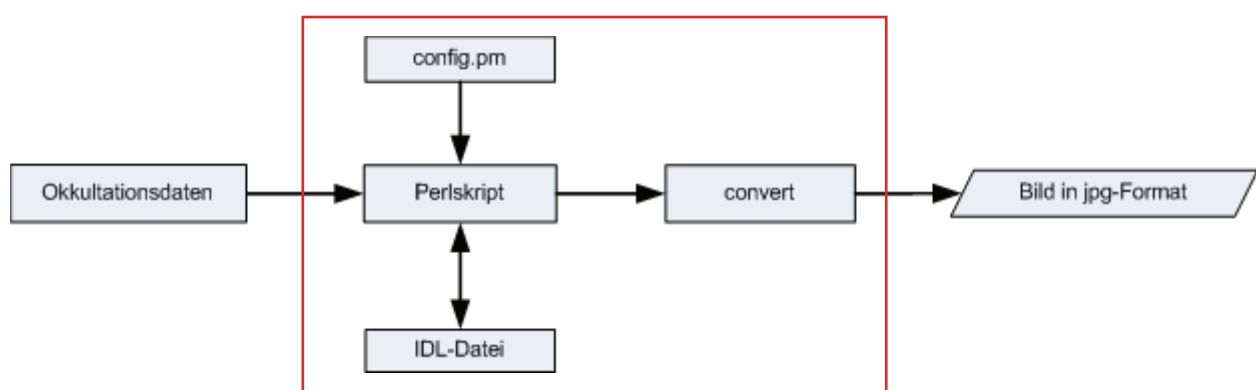 config.pm
Okkultationsdaten
Perlskript
convert
Bild in jpg-Format
IDL-Datei